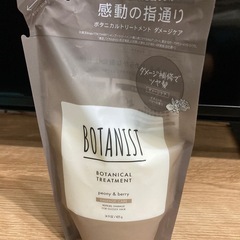 感動の指通り
ボタニカルトリートメント ダメージケア
ダメージ補修で
ツヤ髪
BOTANIST
BOTANICAL
TREATMENT
peony & berry
DAMAGE CARE